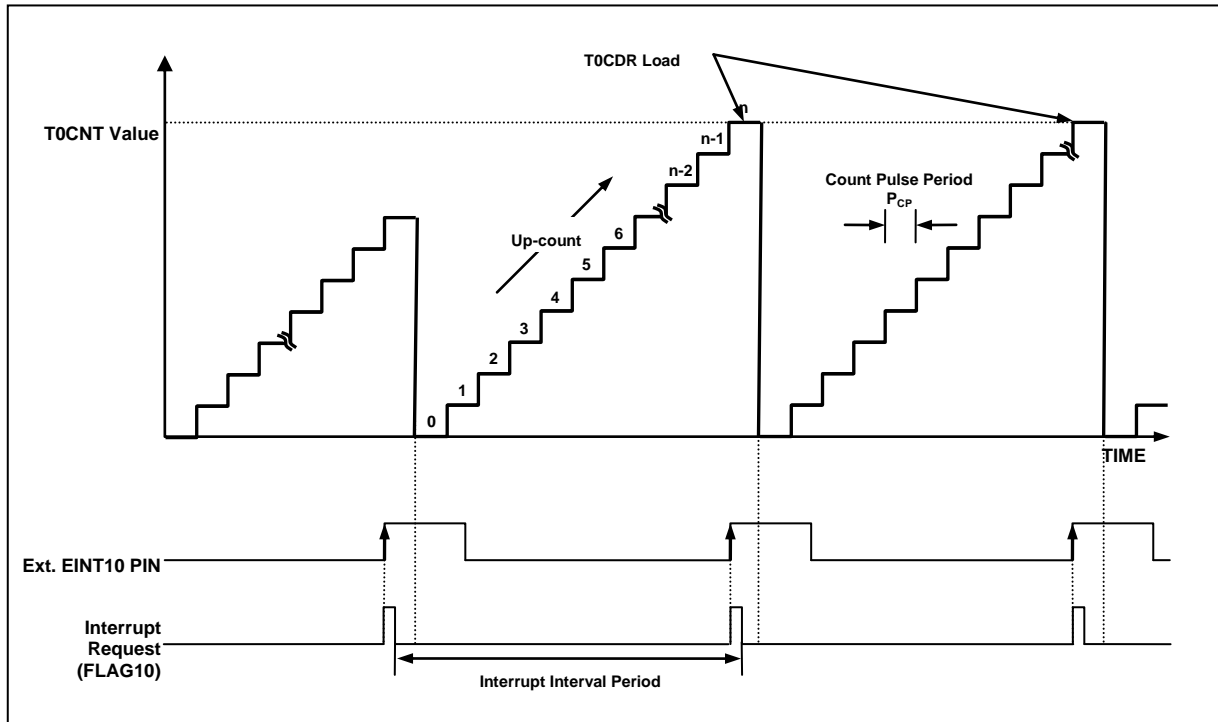 T0CDR Load
T0CNT Value
n
n-1
n-2
Count Pulse Period
PCP
Up-count
6
5
4
3
2
1
0
TIME
Ext. EINT10 PIN
Interrupt
Request
(FLAG10)
Interrupt Interval Period